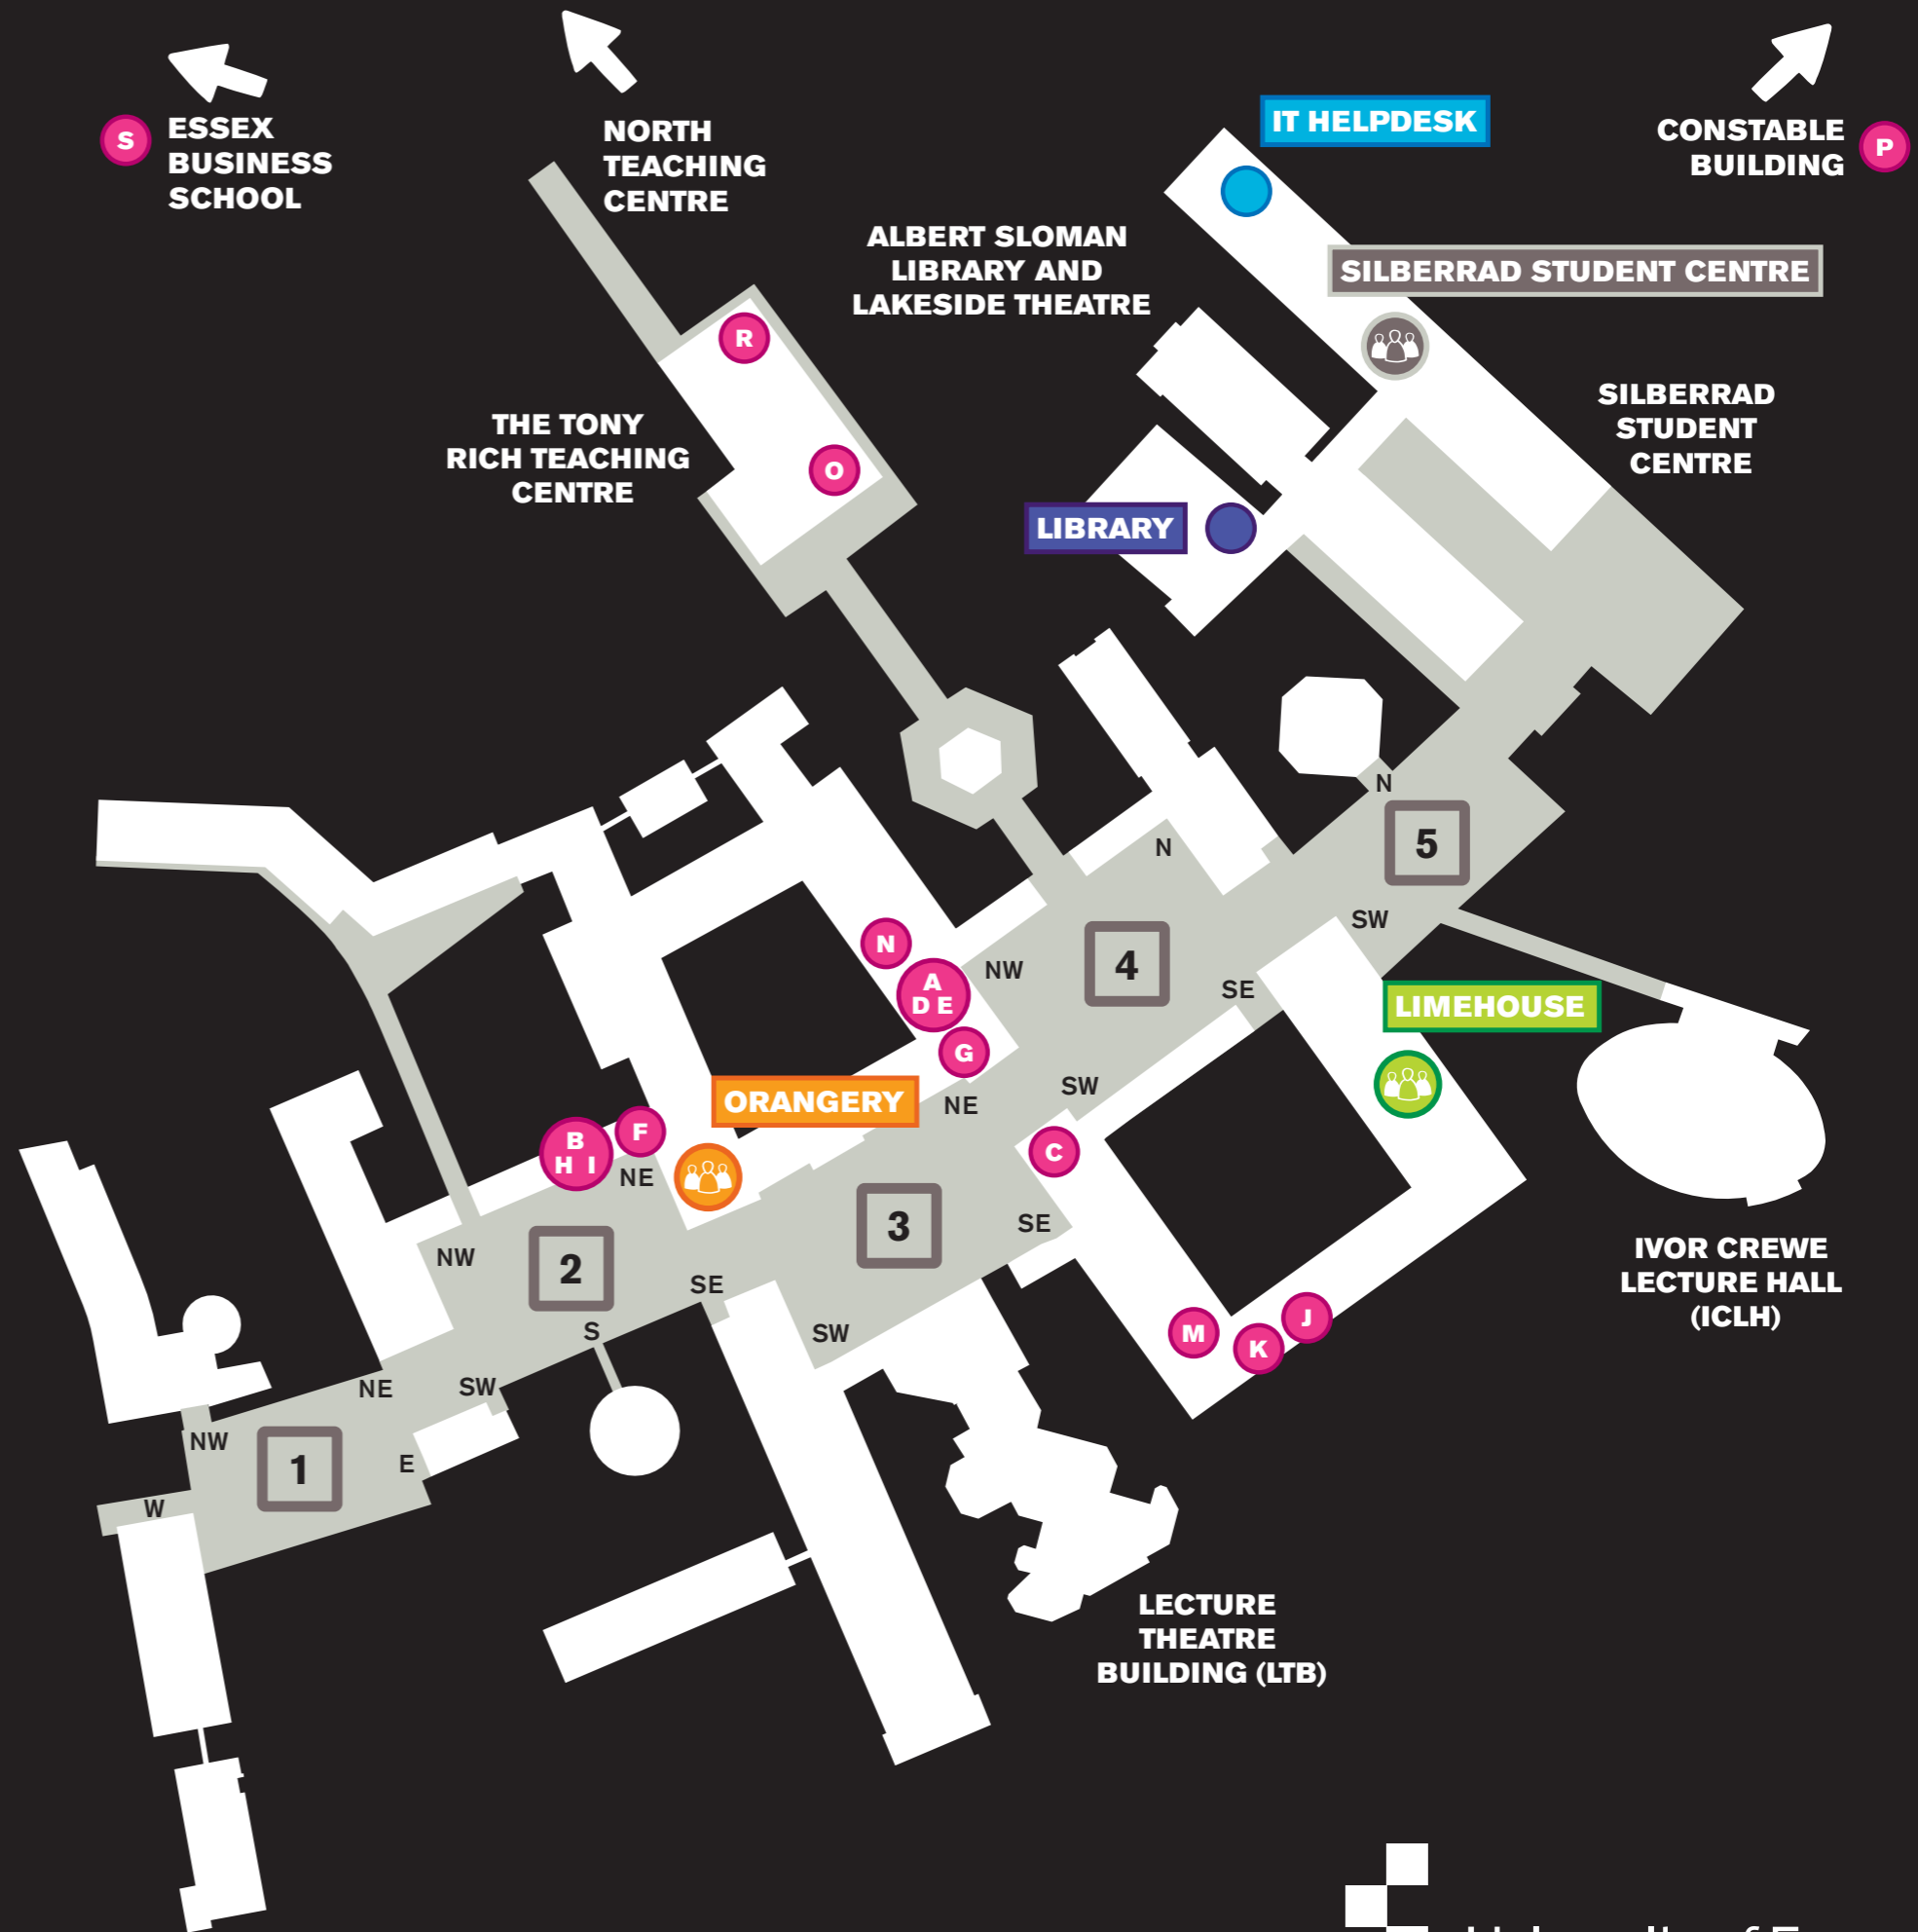 S
ESSEX
BUSINESS
SCHOOL
NORTH
TEACHING
CENTRE
IT HELPDESK
CONSTABLE
BUILDING
P
ALBERT SLOMAN
LIBRARY AND
LAKESIDE THEATRE
SILBERRAD STUDENT CENTRE
R
THE TONY
RICH TEACHING
CENTRE
O
SILBERRAD
STUDENT
CENTRE
LIBRARY
N
5
N
4
NW
SE
SW
SW
N
A
D E
G
LIMEHOUSE
ORANGERY
NE
B
H I
F
NE
C
3
SE
SW
2
NW
SE
S
IVOR CREWE
LECTURE HALL
(ICLH)
M
K
J
NE
SW
NW
1
E
W
LECTURE
THEATRE
BUILDING (LTB)